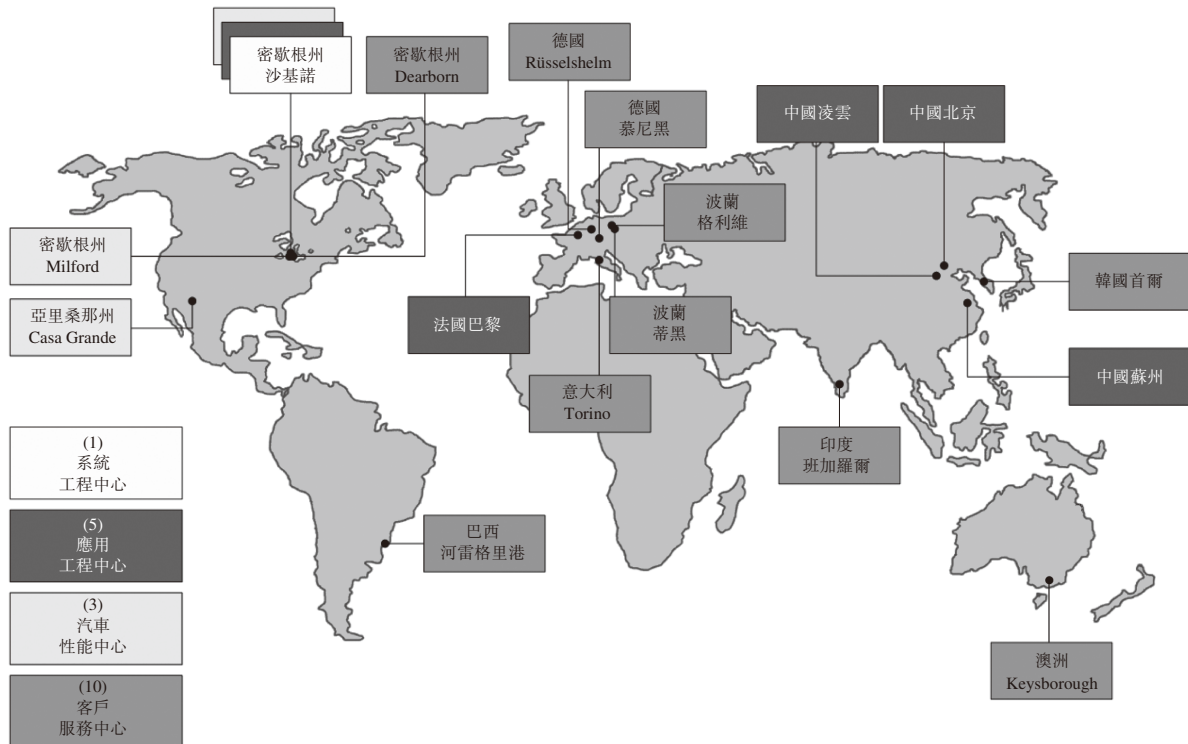 密歇根州
沙基諾
密歇根州
Dearborn
德國
Rüsselshelm
德國
慕尼黑
中國凌雲
中國北京
波蘭
格利維
密歇根州
Milford
韓國首爾
亞里桑那州
Casa Grande
法國巴黎
波蘭
蒂黑
中國蘇州
意大利
Torino
印度
班加羅爾
(1)
系統
工程中心
(5)
應用
工程中心
巴西
河雷格里港
(3)
汽車
性能中心
澳洲
Keysborough
(10)
客戶
服務中心